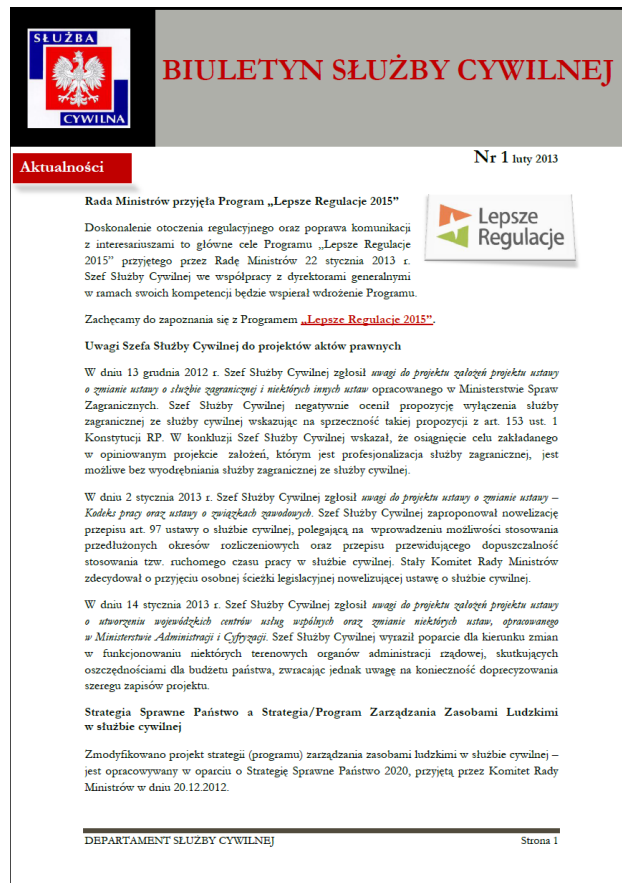 SŁUŻBA
CYWILNA
BIULETYN SŁUŻBY CYWILNEJ
Nr 1 luty 2013
Aktualności
Rada Ministrów przyjęła Program „Lepsze Regulacje 2015”
Lepsze
Regulacje
Doskonalenie otoczenia regulacyjnego oraz poprawa komunikacji
z interesariuszami to główne cele Programu „Lepsze Regulacje
2015” przyjętego przez Radę Ministrów 22 stycznia 2013 r.
Szef Służby Cywilnej we współpracy z dyrektorami generalnymi
w ramach swoich kompetencji będzie wspierał wdrożenie Programu.
Zachęcamy do zapoznania się z Programem „Lepsze Regulacje 2015”.
Uwagi Szefa Służby Cywilnej do projektów aktów prawnych
W dniu 13 grudnia 2012 r. Szef Służby Cywilnej zgłosił uwagi do projektu założeń projektu ustawy
o zmianie ustawy o służbie zagranicznej i niektórych innych ustaw opracowanego w Ministerstwie Spraw
Zagranicznych. Szef Służby Cywilnej negatywnie ocenił propozycję wyłączenia służby
zagranicznej ze służby cywilnej wskazując na sprzeczność takiej propozycji z art. 153 ust. 1
Konstytucji RP. W konkluzji Szef Służby Cywilnej wskazał, że osiągnięcie celu zakładanego
w opiniowanym projekcie założeń, którym jest profesjonalizacja służby zagranicznej, jest
możliwe bez wyodrębniania służby zagranicznej ze służby cywilnej.
W dniu 2 stycznia 2013 r. Szef Służby Cywilnej zgłosił uwagi do projektu ustawy o zmianie ustawy –
Kodeks pracy oraz ustawy o związkach zawodowych. Szef Służby Cywilnej zaproponował nowelizację
przepisu art. 97 ustawy o służbie cywilnej, polegającą na wprowadzeniu możliwości stosowania
przedłużonych okresów rozliczeniowych oraz przepisu przewidującego dopuszczalność
stosowania tzw. ruchomego czasu pracy w służbie cywilnej. Stały Komitet Rady Ministrów
zdecydował o przyjęciu osobnej ścieżki legislacyjnej nowelizującej ustawę o służbie cywilnej.
W dniu 14 stycznia 2013 r. Szef Służby Cywilnej zgłosił uwagi do projektu założeń projektu ustawy
o utworzeniu wojewódzkich centrów usług wspólnych oraz zmianie niektórych ustaw, opracowanego
w Ministerstwie Administracji i Cyfryzacji. Szef Służby Cywilnej wyraził poparcie dla kierunku zmian
w funkcjonowaniu niektórych terenowych organów administracji rządowej, skutkujących
oszczędnościami dla budżetu państwa, zwracając jednak uwagę na konieczność doprecyzowania
szeregu zapisów projektu.
Strategia Sprawne Państwo a Strategia/Program Zarządzania Zasobami Ludzkimi
w służbie cywilnej
Zmodyfikowano projekt strategii (programu) zarządzania zasobami ludzkimi w służbie cywilnej –
jest opracowywany w oparciu o Strategię Sprawne Państwo 2020, przyjętą przez Komitet Rady
Ministrów w dniu 20.12.2012.
DEPARTAMENT SŁUŻBY CYWILNEJ Strona 1